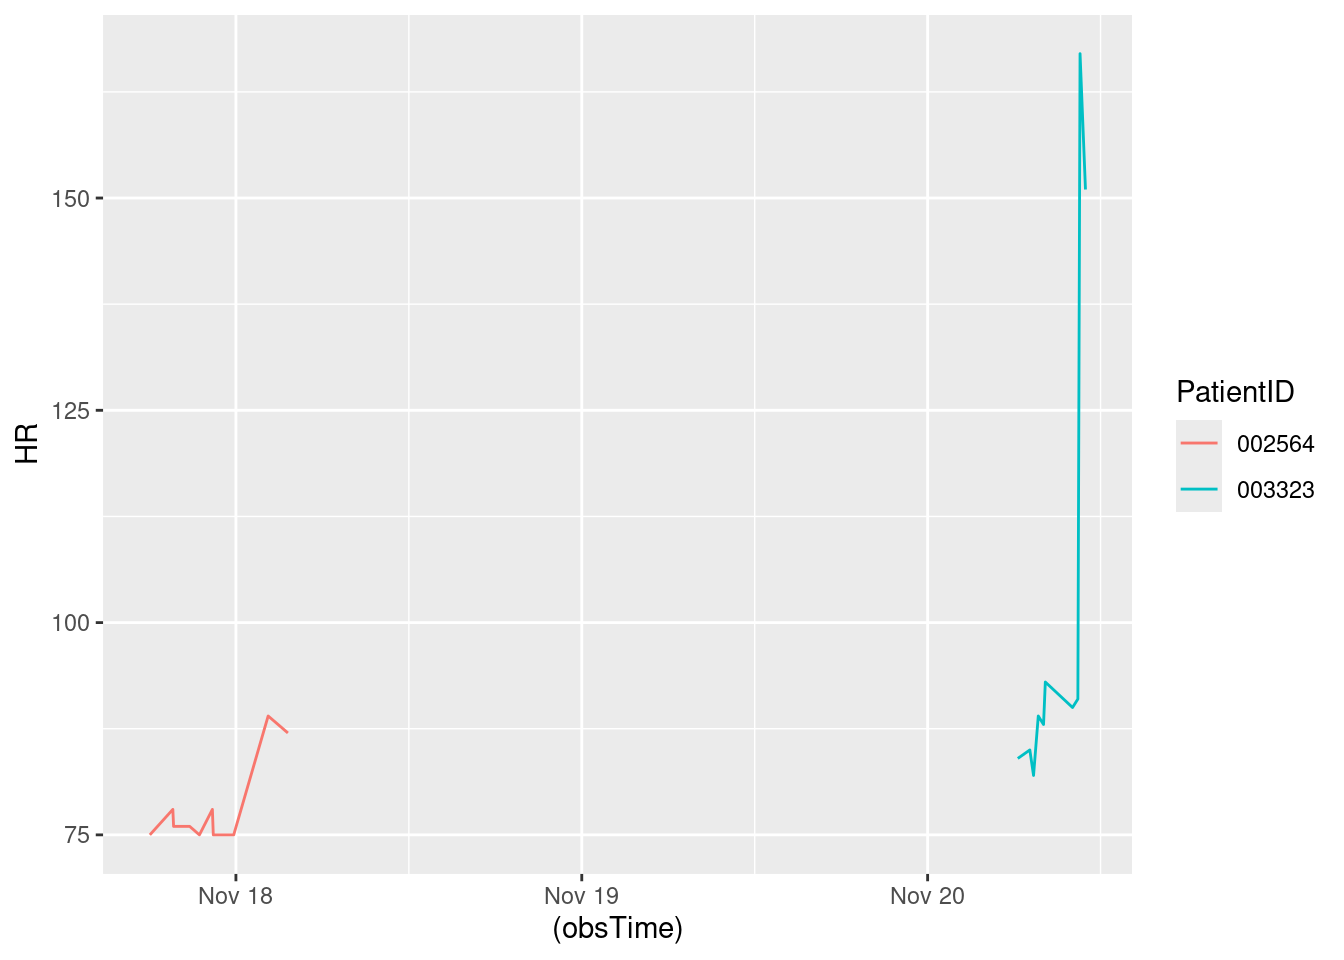 150
125
100
75
HR
Nov 18
Nov 19
Nov 20
(obsTime)
PatientID
002564
003323